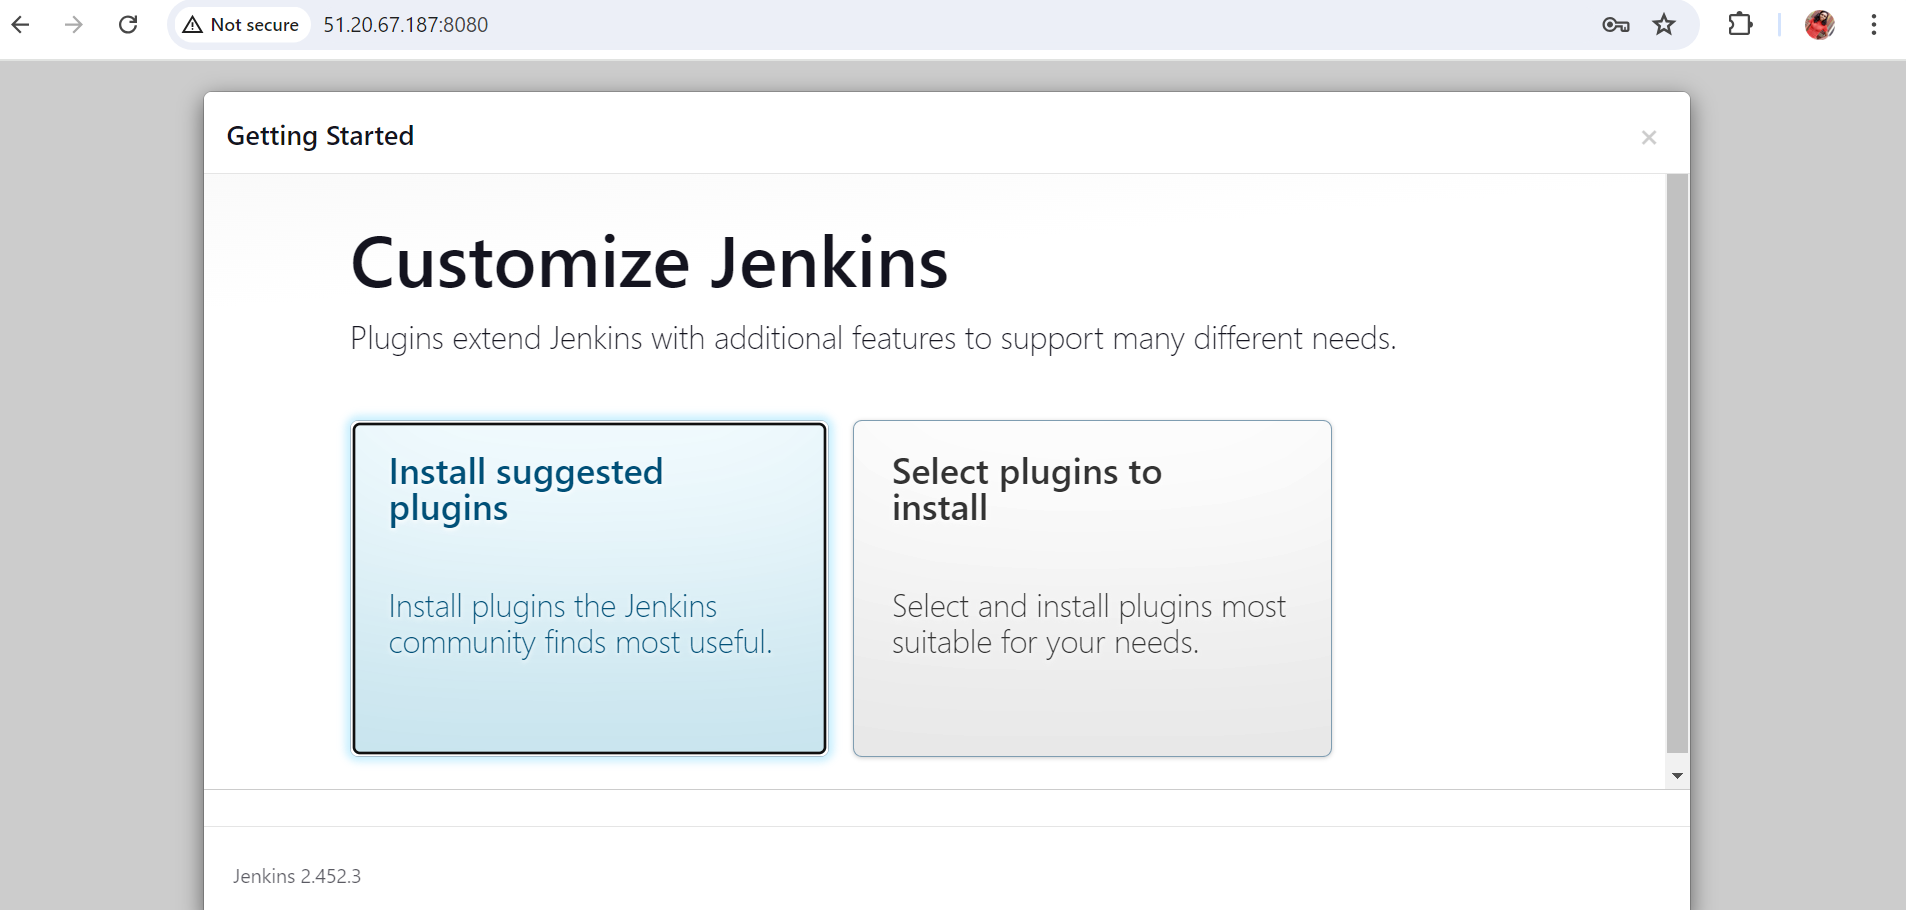 Not secure 51.20.67.187:8080
Getting Started
×
Customize Jenkins
Plugins extend Jenkins with additional features to support many different needs.
Install suggested
plugins
Install plugins the Jenkins
community finds most useful.
Select plugins to
install
Select and install plugins most
suitable for your needs.
Jenkins 2.452.3